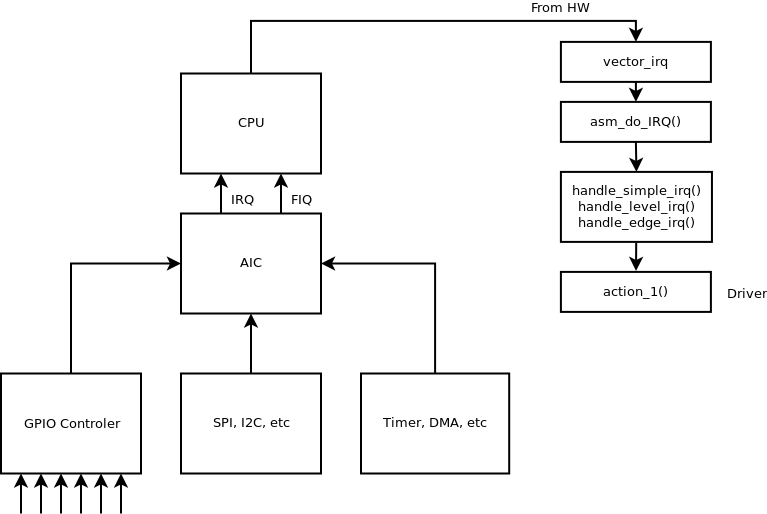 From HW
vector_irq
CPU
asm_do_IRQ()
handle_simple_irq()
handle_level_irq()
handle_edge_irq()
IRQ
FIQ
AIC
action_1()
Driver
GPIO Controler
SPI, I2C, etc
Timer, DMA, etc